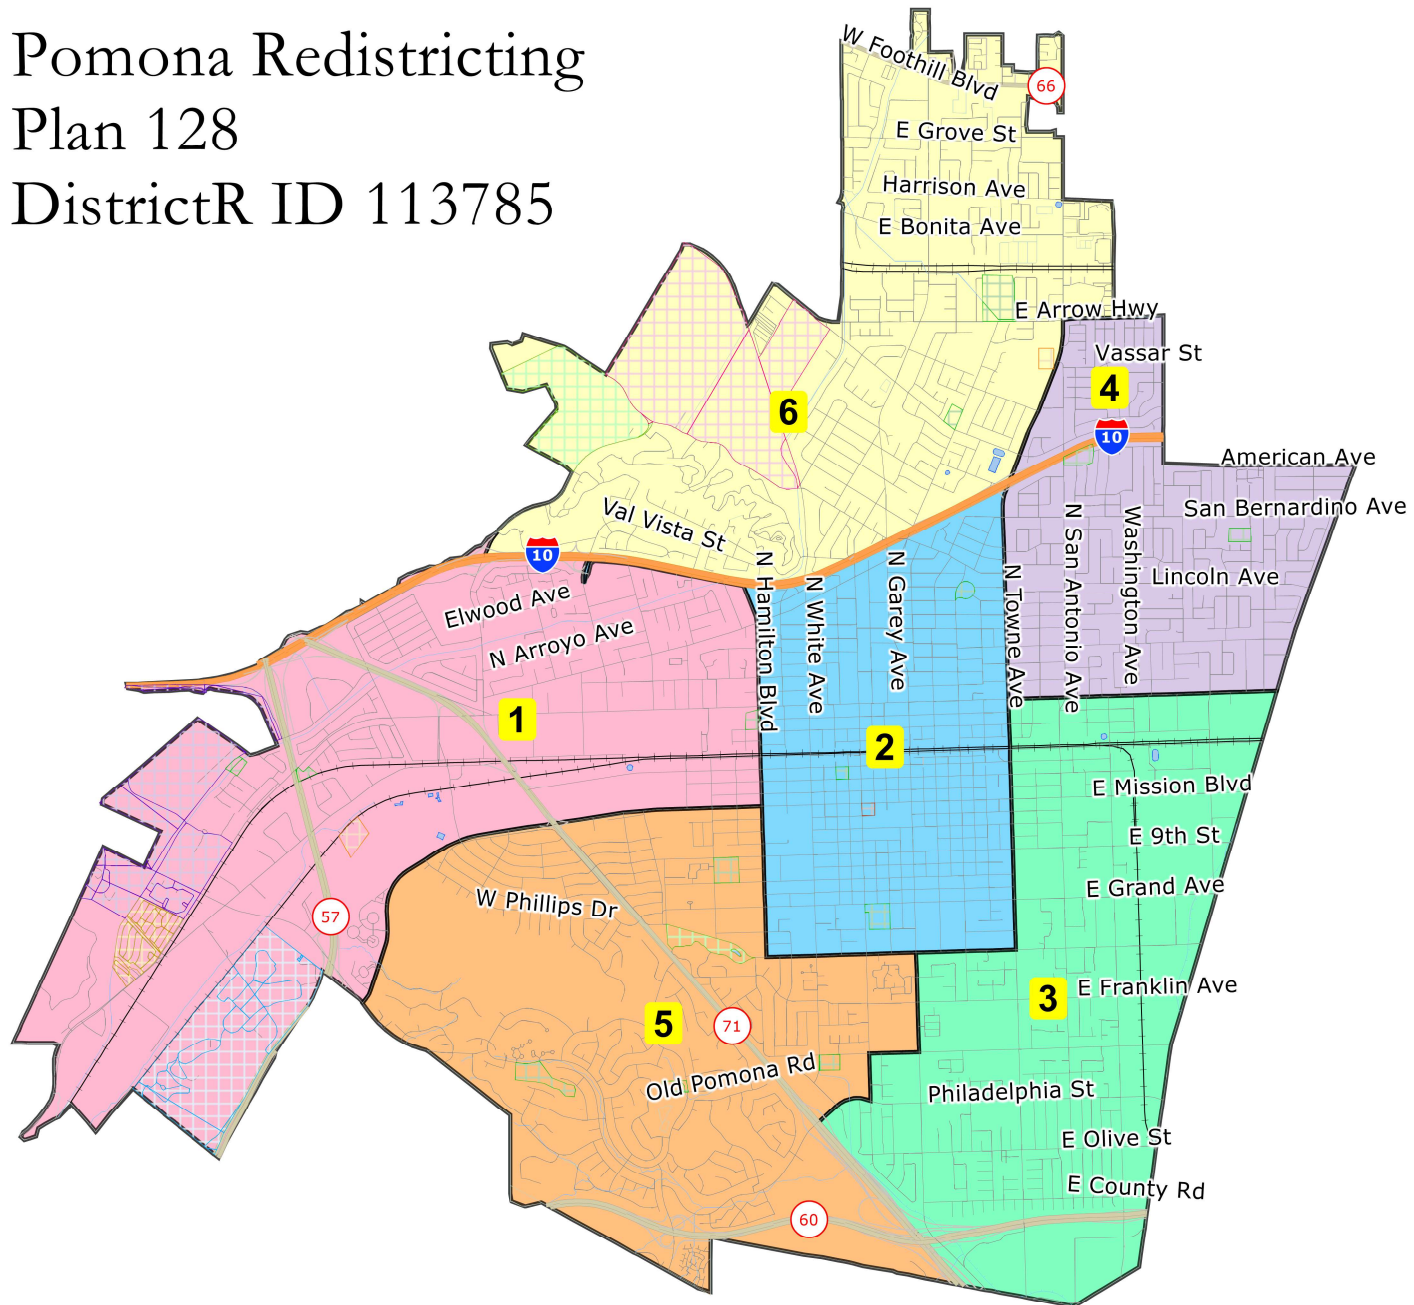 Pomona Redistricting
Plan 128
DistrictR ID 113785
W Foothill Blvd
66
E Grove St
Harrison Ave
E Bonita Ave
E Arrow Hwy
Vassar St
4
6
10
American Ave
San Bernardino Ave
Val Vista St
10
N Hamilton Blvd
N White Ave
N Garey Ave
N Towne Ave
N San Antonio Ave
Washington Ave
Lincoln Ave
Elwood Ave
N Arroyo Ave
1
2
E Mission Blvd
E 9th St
E Grand Ave
W Phillips Dr
57
E Franklin Ave
3
5
71
Old Pomona Rd
Philadelphia St
E Olive St
E County Rd
60